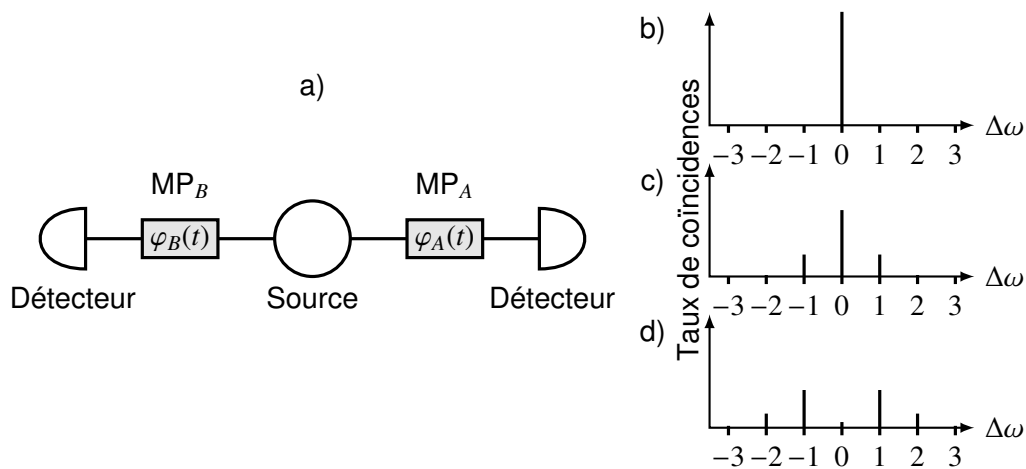 a)
MP_B
MP_A
φ_B(t)
φ_A(t)
Détecteur
Source
Détecteur
Taux de coïncidences
b)
Δω
−3 −2 −1 0 1 2 3
c)
Δω
−3 −2 −1 0 1 2 3
d)
Δω
−3 −2 −1 0 1 2 3